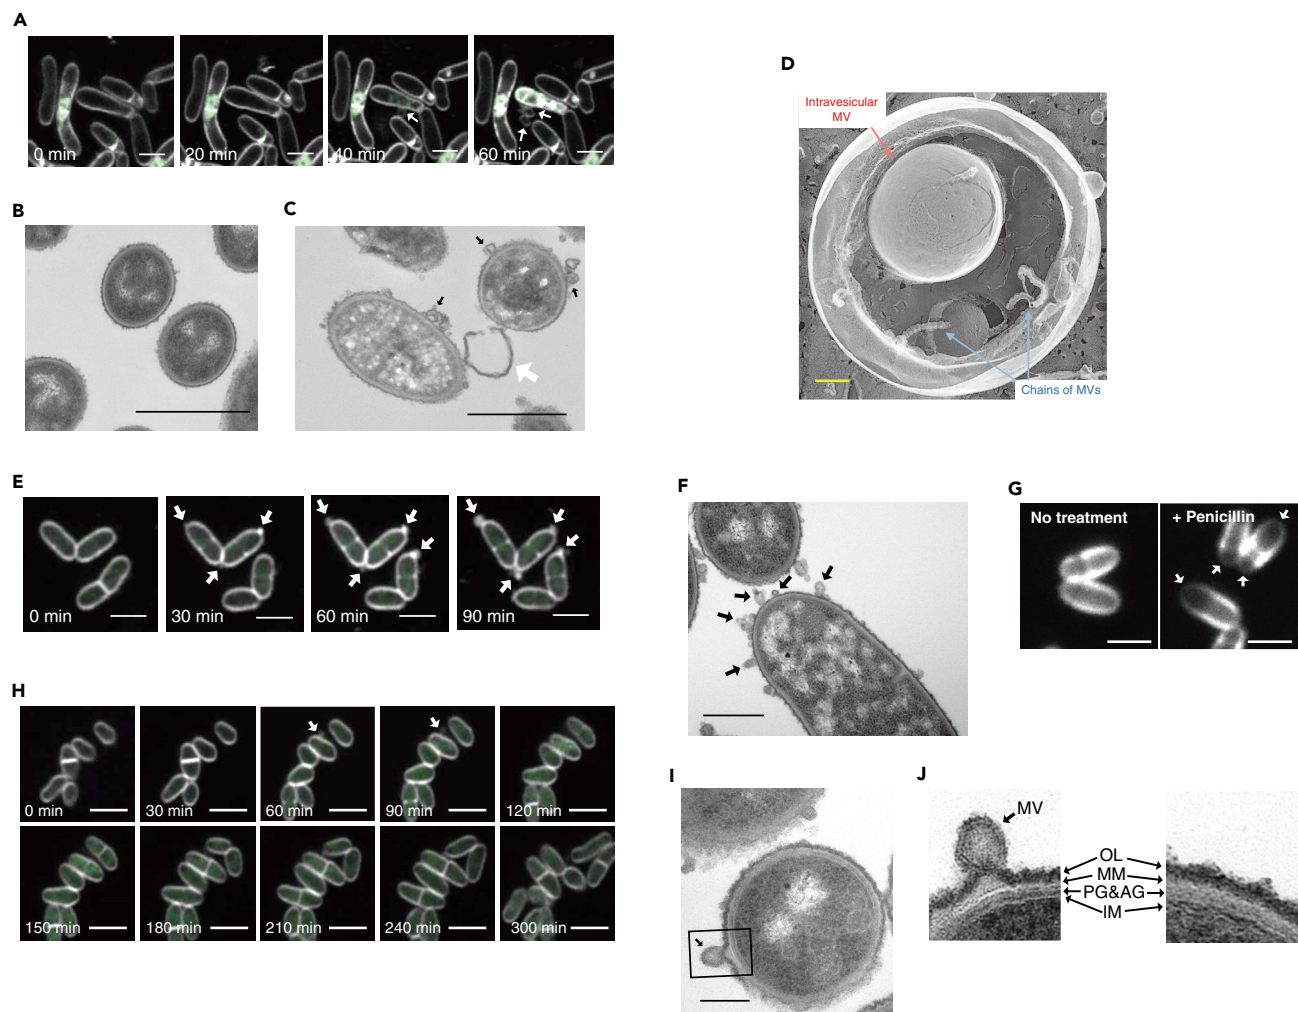 A
0 min
20 min
40 min
60 min
B
C
D
Intravesicular
MV
Chains of MVs
E
0 min
30 min
60 min
90 min
F
G
No treatment
+ Penicillin
H
0 min
30 min
60 min
90 min
120 min
150 min
180 min
210 min
240 min
300 min
I
J
MV
OL
MM
PG&AG
IM